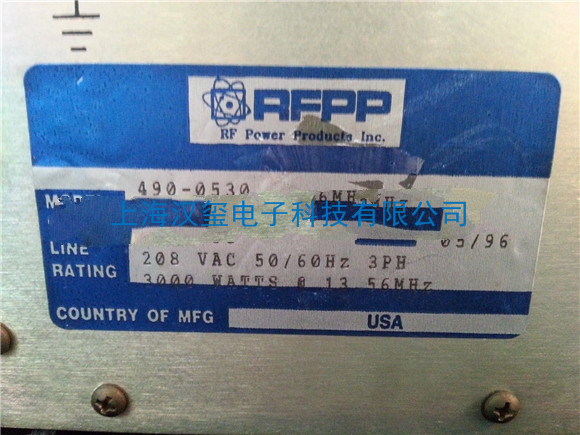 RFPP
RF Power Products Inc.
490-0530
上海汉玺电子科技有限公司
LINE
RATING
/96
208 VAC 50/60Hz 3PH
3000 WATTS @ 13.56MHz
COUNTRY OF MFG
USA